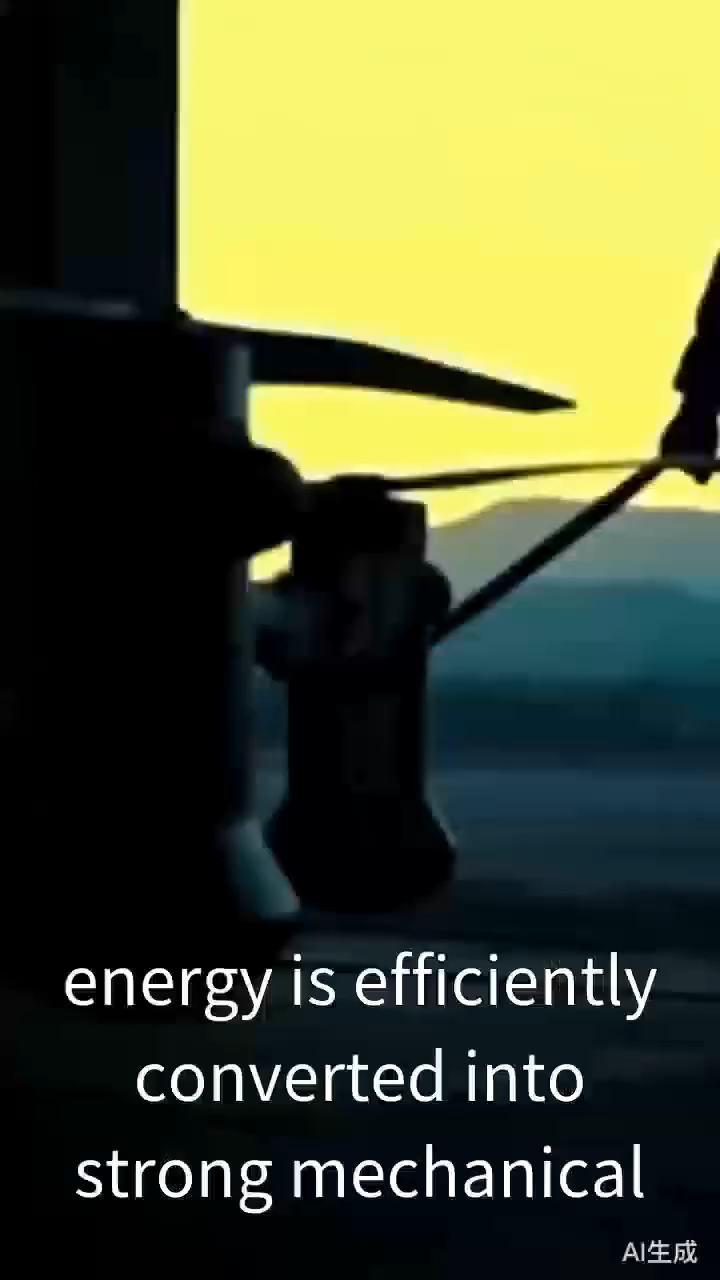 energy is efficiently
converted into
strong mechanical
AI生成